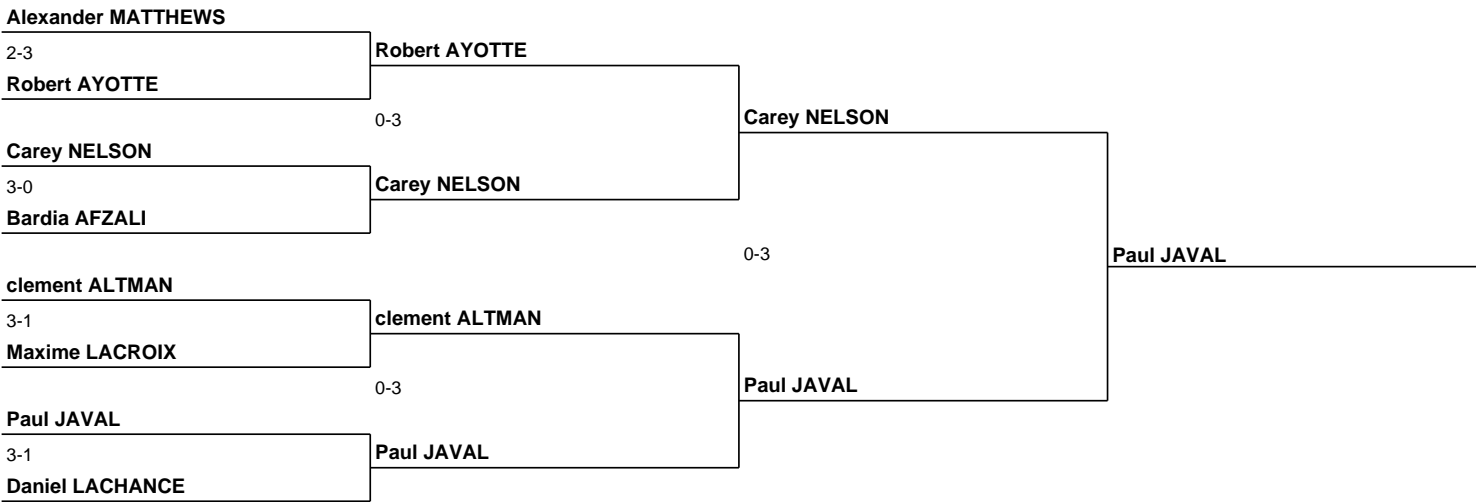 Alexander MATTHEWS
2-3
Robert AYOTTE
Robert AYOTTE
0-3
Carey NELSON
Carey NELSON
3-0
Carey NELSON
Bardia AFZALI
0-3
Paul JAVAL
clement ALTMAN
3-1
clement ALTMAN
Maxime LACROIX
0-3
Paul JAVAL
Paul JAVAL
3-1
Paul JAVAL
Daniel LACHANCE